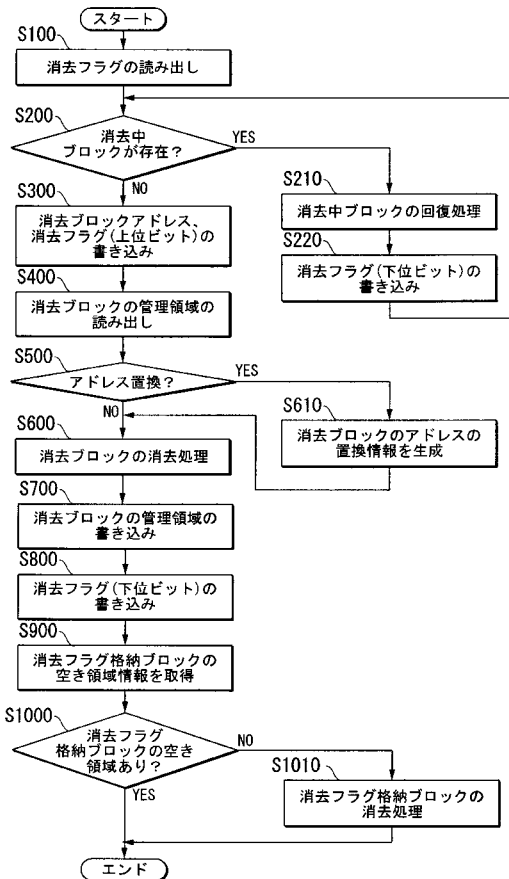 スタート
S100
消去フラグの読み出し
S200
消去中
ブロックが存在?
YES
NO
S210
消去中ブロックの回復処理
S220
消去フラグ(下位ビット)の
書き込み
S300
消去ブロックアドレス、
消去フラグ(上位ビット)の
書き込み
S400
消去ブロックの管理領域の
読み出し
S500
アドレス置換?
YES
NO
S610
消去ブロックのアドレスの
置換情報を生成
S600
消去ブロックの消去処理
S700
消去ブロックの管理領域の
書き込み
S800
消去フラグ(下位ビット)の
書き込み
S900
消去フラグ格納ブロックの
空き領域情報を取得
S1000
消去フラグ
格納ブロックの空き
領域あり?
NO
YES
S1010
消去フラグ格納ブロックの
消去処理
エンド